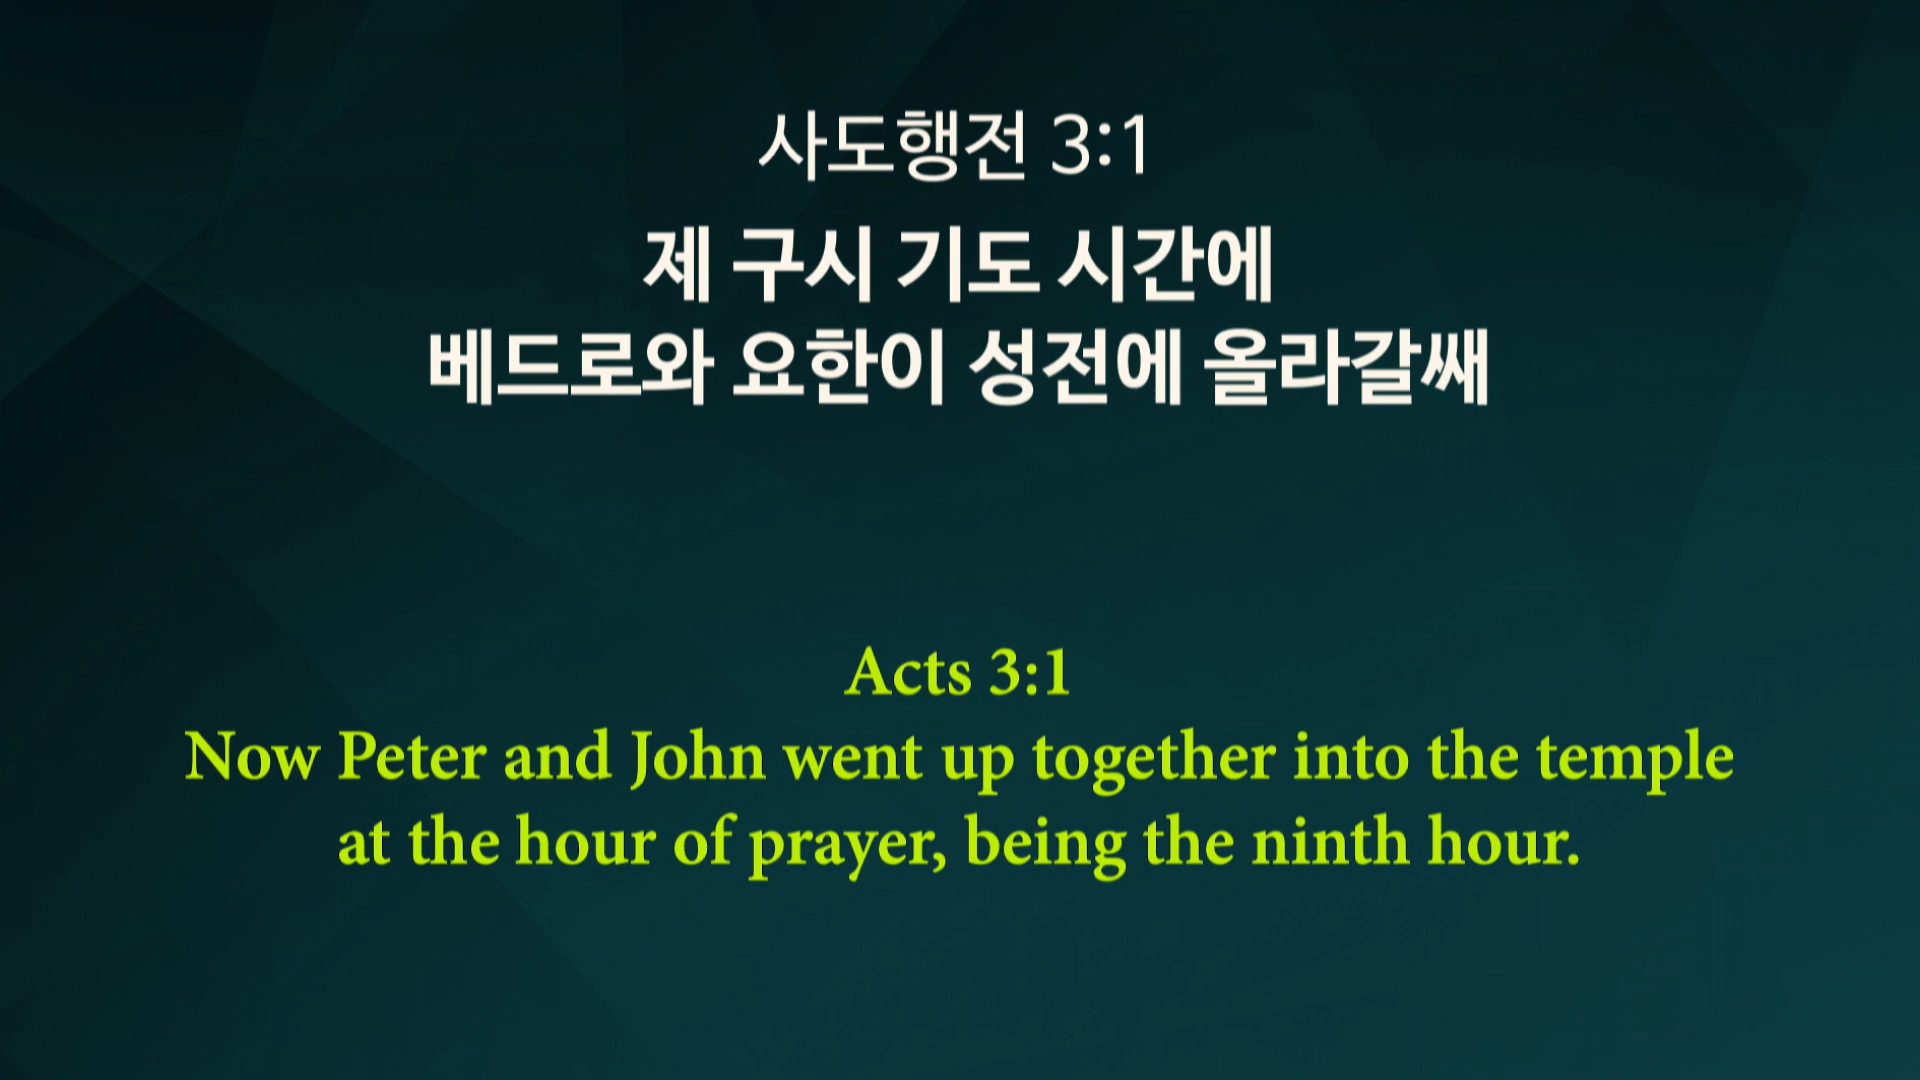 사도행전 3:1
제 구시 기도 시간에
베드로와 요한이 성전에 올라갈쌔
Acts 3:1
Now Peter and John went up together into the temple
at the hour of prayer, being the ninth hour.